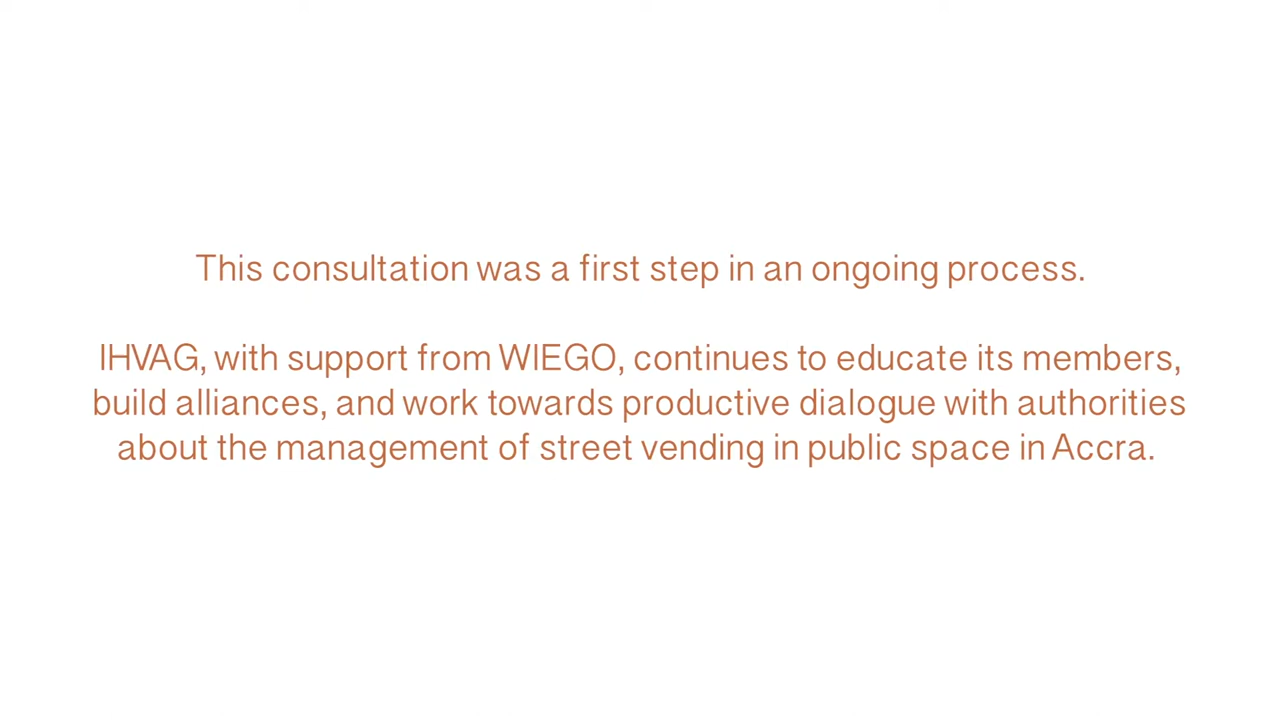 This consultation was a first step in an ongoing process.
IHVAG, with support from WIEGO, continues to educate its members,
build alliances, and work towards productive dialogue with authorities
about the management of street vending in public space in Accra.